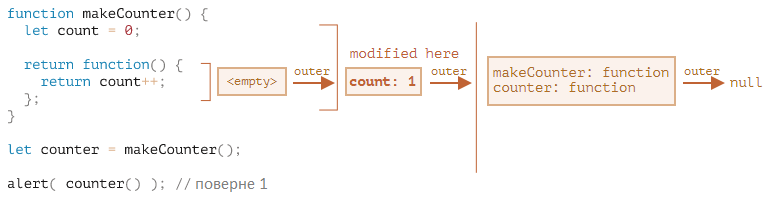 function makeCounter() {
let count = 0;
return function() {
return count++;
};
}
let counter = makeCounter();
alert( counter() ); // поверне 1
<empty>
outer
modified here
count: 1
outer
makeCounter: function
counter: function
outer
null